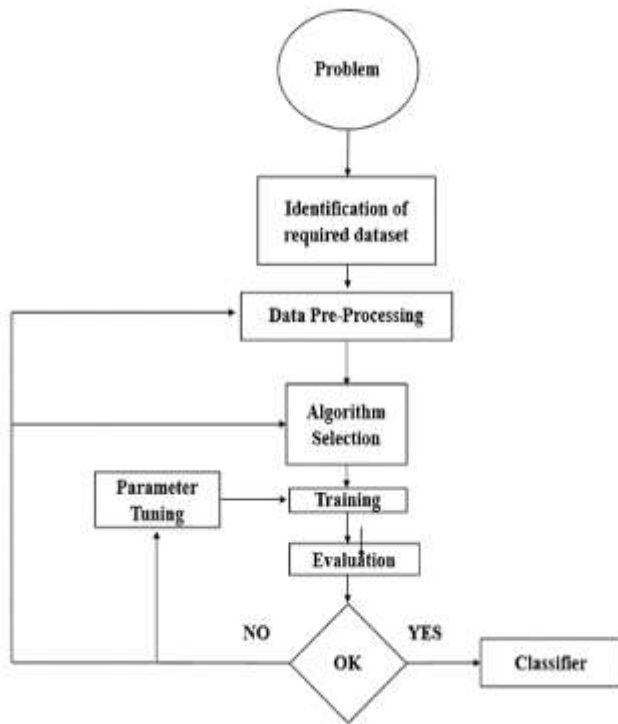 Problem
Identification of
required dataset
Data Pre-Processing
Algorithm
Selection
Parameter
Tuning
Training
Evaluation
NO
YES
OK
Classifier